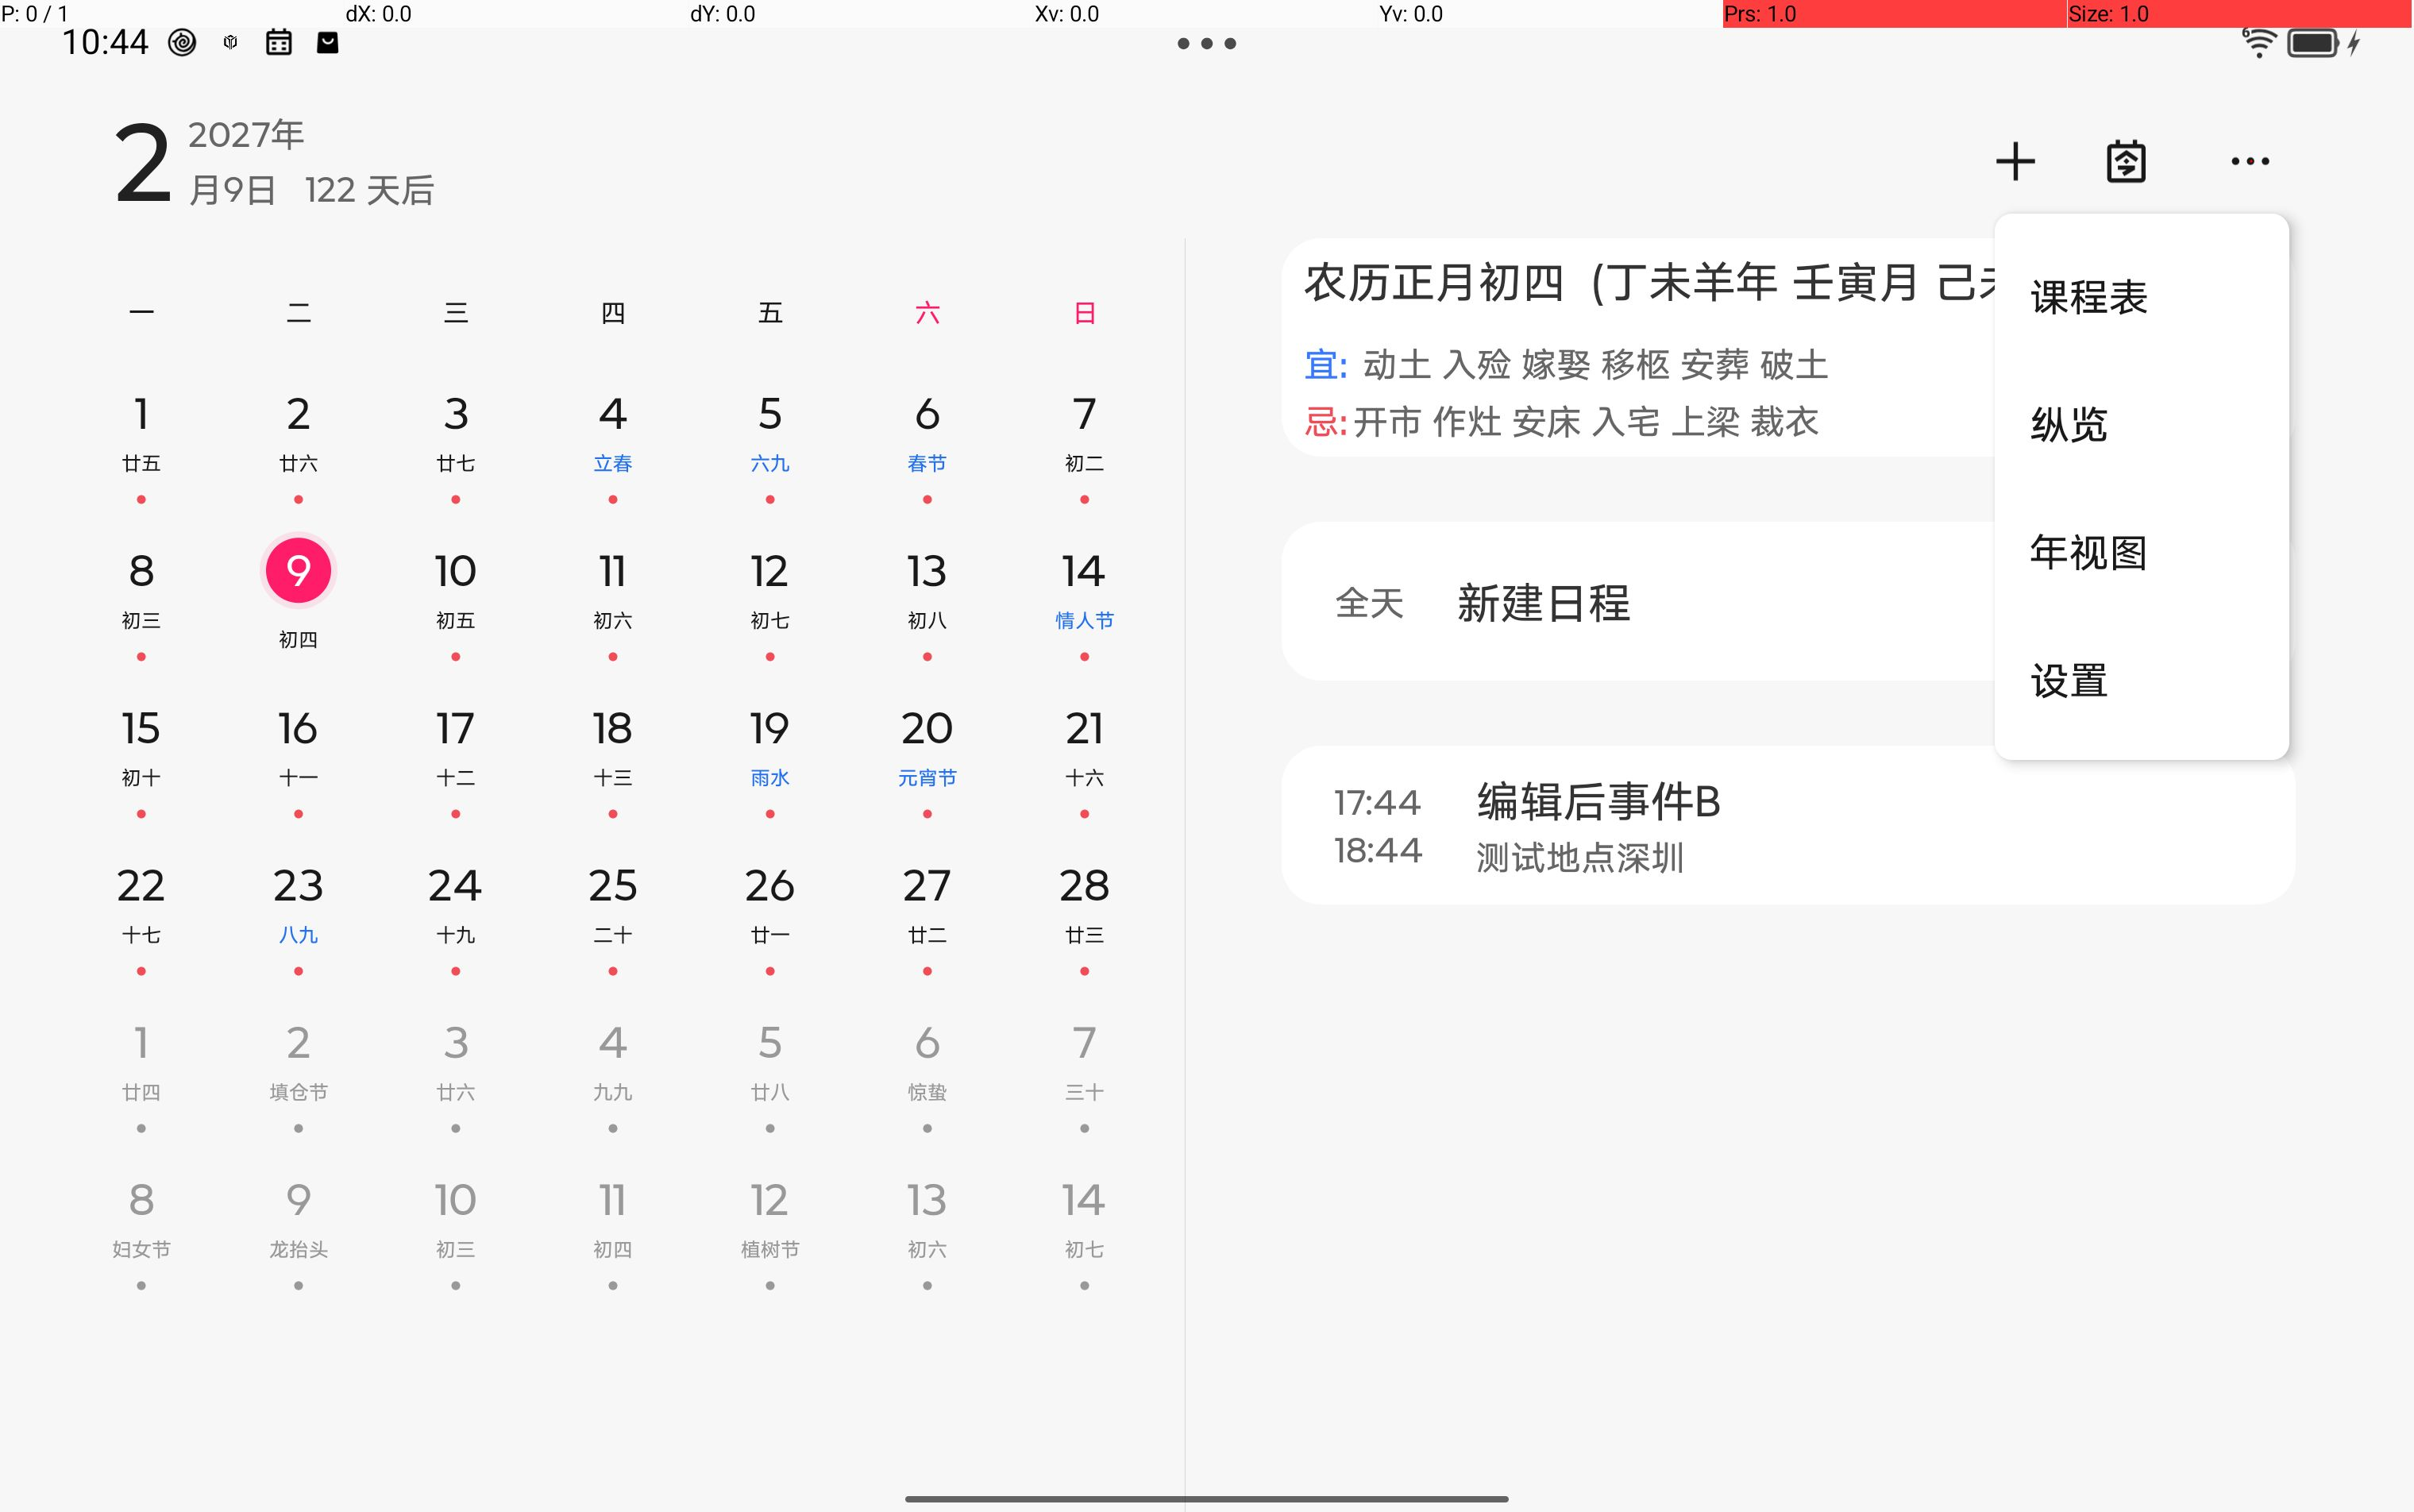 P: 0 / 1 dX: 0.0 dY: 0.0 Xv: 0.0 Yv: 0.0 Prs: 1.0 Size: 1.0
10:44
2 2027年
月9日 122 天后
一 二 三 四 五 六 日
1 2 3 4 5 6 7
廿五 廿六 廿七 立春 六九 春节 初二
8 9 10 11 12 13 14
初三 初四 初五 初六 初七 初八 情人节
15 16 17 18 19 20 21
初十 十一 十二 十三 雨水 元宵节 十六
22 23 24 25 26 27 28
十七 八九 十九 二十 廿一 廿二 廿三
1 2 3 4 5 6 7
廿四 填仓节 廿六 九九 廿八 惊蛰 三十
8 9 10 11 12 13 14
妇女节 龙抬头 初三 初四 植树节 初六 初七
今
农历正月初四 (丁未羊年 壬寅月 己
宜: 动土 入殓 嫁娶 移柩 安葬 破土
忌: 开市 作灶 安床 入宅 上梁 裁衣
全天 新建日程
17:44 编辑后事件B
18:44 测试地点深圳
课程表
纵览
年视图
设置